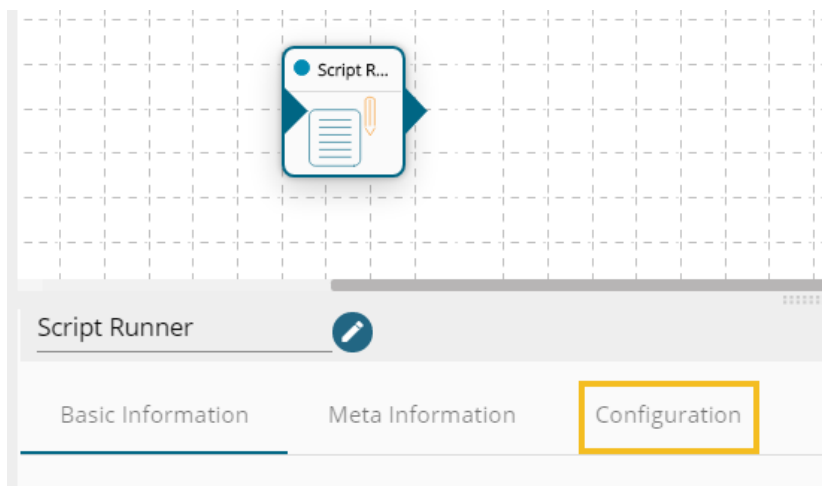 Script R...
Script Runner
Basic Information Meta Information Configuration